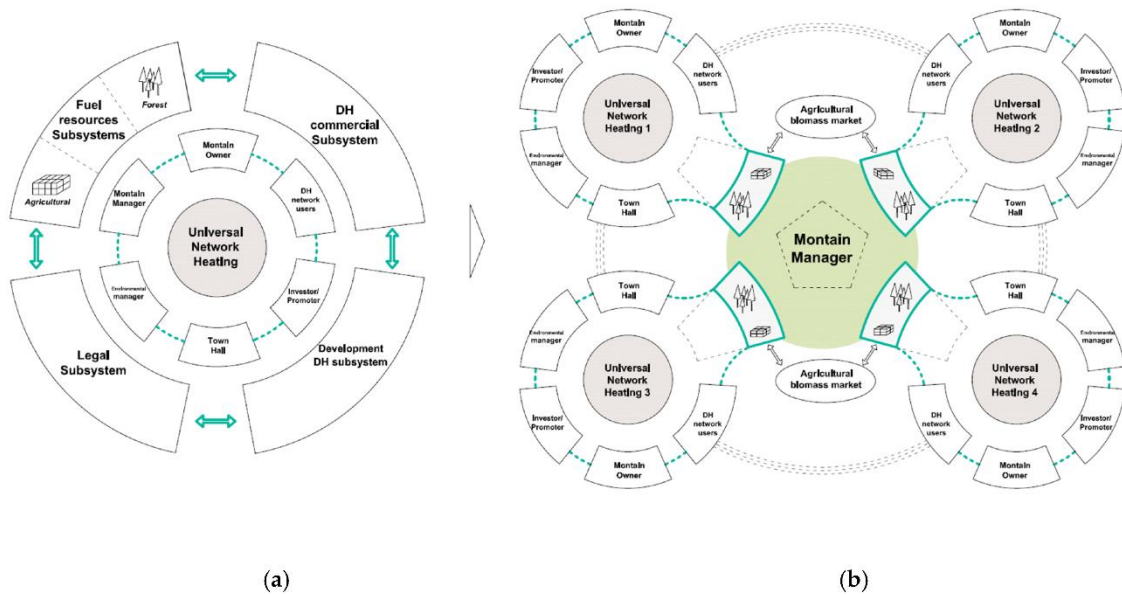 Forest
Fuel
resources
Subsystems
Agricultural
DH
commercial
Subsystem
Montain
Owner
Montain
Manager
DH
network
users
Universal
Network
Heating
Environmental
manager
Investor/
Promoter
Town
Hall
Legal
Subsystem
Development
DH subsystem
(a)
Montain
Owner
Investor/
Promoter
DH
network
users
Universal
Network
Heating 1
Environmental
manager
Town
Hall
Agricultural
biomass market
Montain
Owner
DH
network
users
Investor/
Promoter
Universal
Network
Heating 2
Environmental
manager
Town
Hall
Montain
Manager
Town
Hall
Environmental
manager
Universal
Network
Heating 3
Investor/
Promoter
DH
network
users
Montain
Owner
Agricultural
biomass market
Town
Hall
Environmental
manager
Universal
Network
Heating 4
DH
network
users
Investor/
Promoter
Montain
Owner
(b)